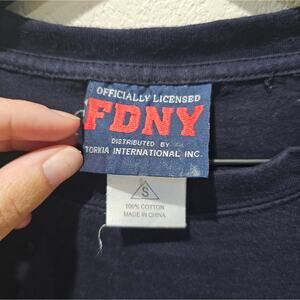 OFFICIALLY LICENSED
FDNY
DISTRIBUTED BY
TORKIA INTERNATIONAL INC.
S
100% COTTON
MADE IN CHINA